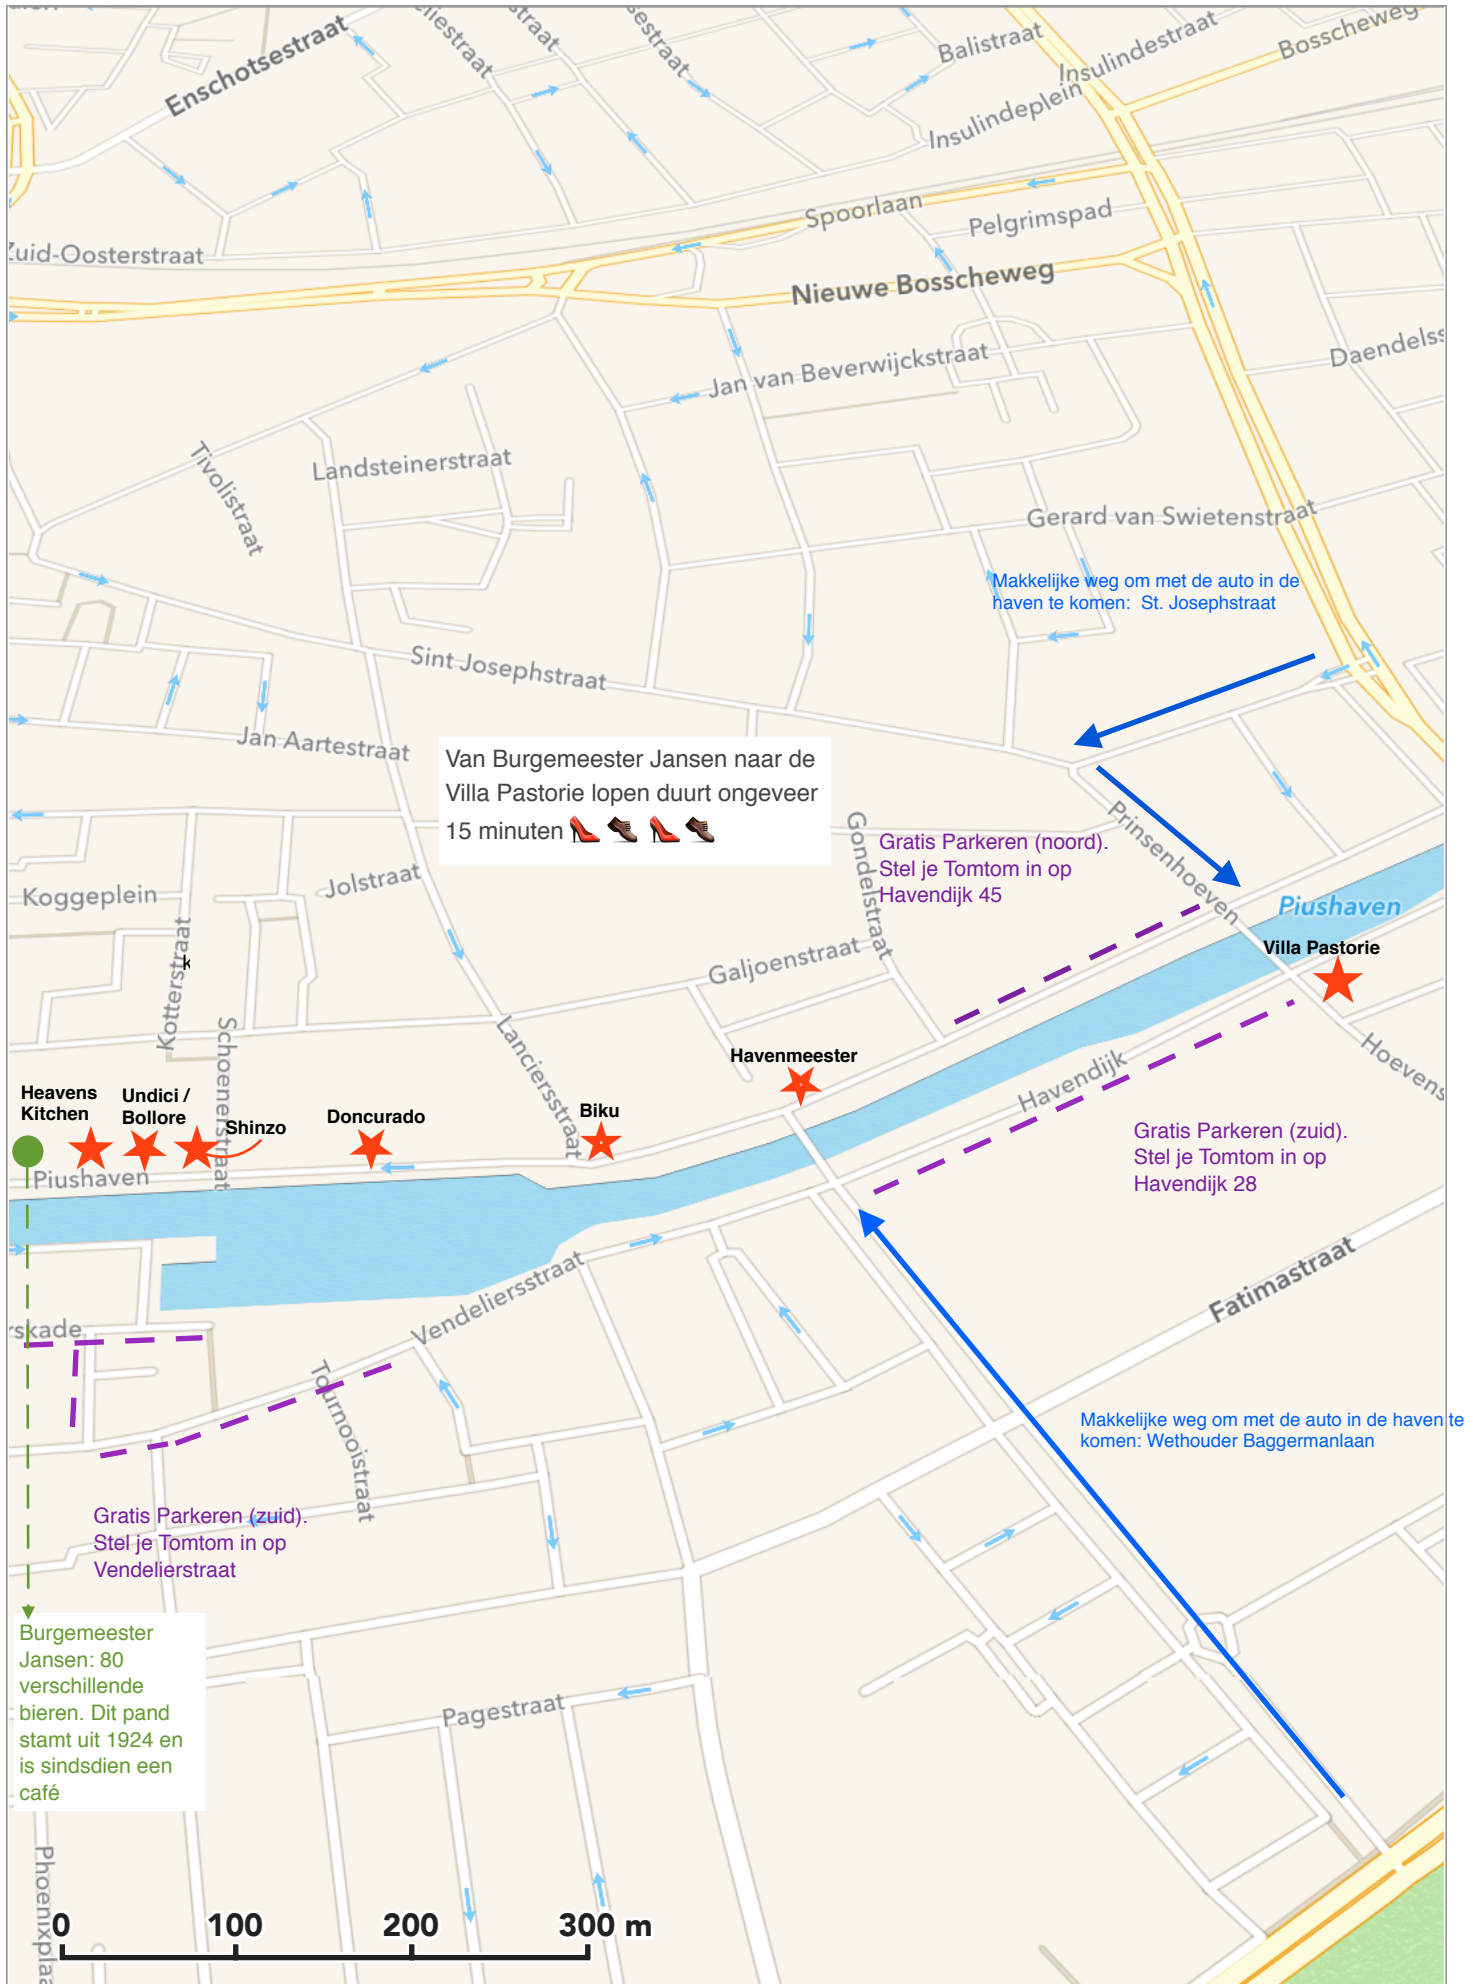 Enschotsestraat
Balistraat
Insulindestraat
Bosscheweg
Insulindeplein
Spoorlaan
Pelgrimspad
Zuid-Oosterstraat
Nieuwe Bosscheweg
Jan van Beverwijckstraat
Tivolistraat
Landsteinerstraat
Gerard van Swietenstraat
Makkelijke weg om met de auto in de
haven te komen: St. Josephstraat
Sint Josephstraat
Jan Aartestraat
Van Burgemeester Jansen naar de
Villa Pastorie lopen duurt ongeveer
15 minuten
Gondelstraat
Prinsenhoeven
Gratis Parkeren (noord).
Stel je Tomtom in op
Havendijk 45
Koggeplein
Jolstraat
Piushaven
Villa Pastorie
Kotterstraat
Galjoenstraat
Schoenerstraat
Lanciersstraat
Havenmeester
Havendijk
Hoevens
Heavens
Kitchen
Undici /
Bollore
Shinzo
Doncurado
Biku
Piushaven
Gratis Parkeren (zuid).
Stel je Tomtom in op
Havendijk 28
Vendeliersstraat
Fatimastraat
rskade
Tournooistraat
Makkelijke weg om met de auto in de haven te
komen: Wethouder Baggermanlaan
Gratis Parkeren (zuid).
Stel je Tomtom in op
Vendelierstraat
Burgemeester
Jansen: 80
verschillende
bieren. Dit pand
stamt uit 1924 en
is sindsdien een
café
Pagestraat
Phoenixplaa
0 100 200 300 m